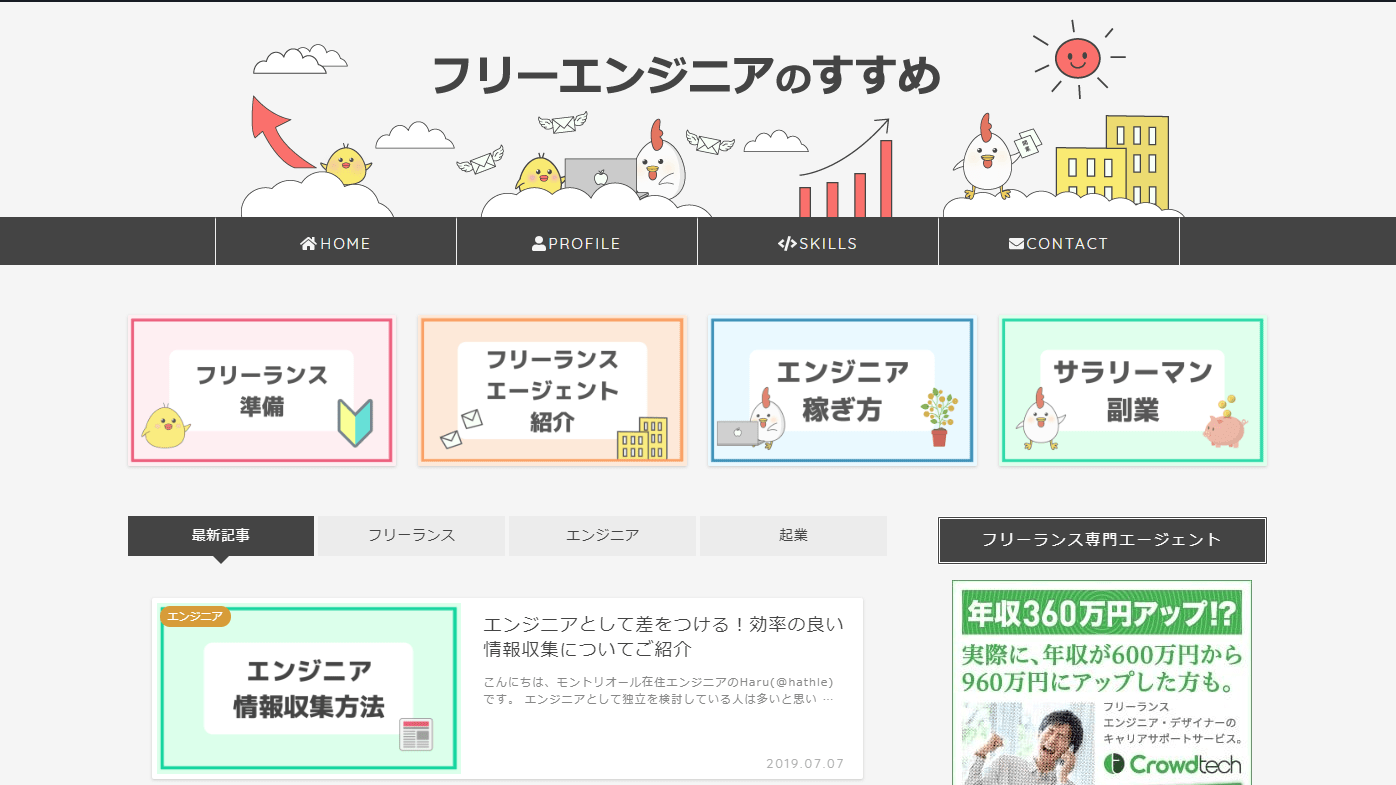 フリーエンジニアのすすめ
HOME
PROFILE
SKILLS
CONTACT
フリーランス
準備
フリーランス
エージェント
紹介
エンジニア
稼ぎ方
サラリーマン
副業
最新記事
フリーランス
エンジニア
起業
フリーランス専門エージェント
エンジニア
エンジニア
情報収集方法
エンジニアとして差をつける！効率の良い
情報収集についてご紹介
こんにちは、モントリオール在住エンジニアのHaru(@hathle)
です。 エンジニアとして独立を検討している人は多いと思い …
2019.07.07
年収360万円アップ!?
実際に、年収が600万円から
960万円にアップした方も。
フリーランス
エンジニア・デザイナーの
キャリアサポートサービス。
Crowdtech